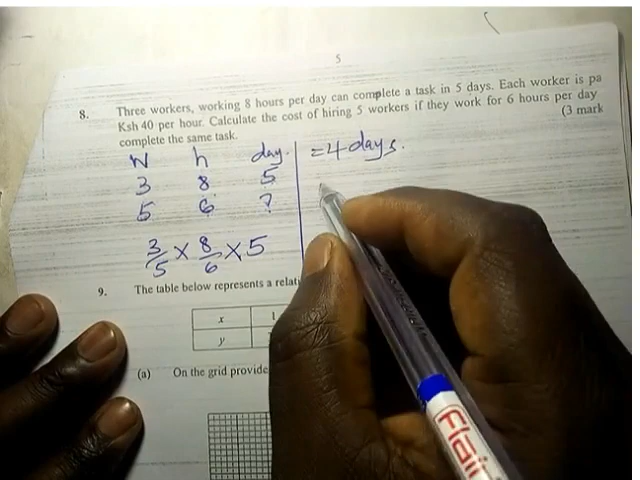 5
8. Three workers, working 8 hours per day can complete a task in 5 days. Each worker is pa
Ksh 40 per hour. Calculate the cost of hiring 5 workers if they work for 6 hours per day
complete the same task. (3 mark
W h day. =4 days.
3 8 5
5 6 ?
3/5 × 8/6 × 5
9. The table below represents a relati
x 1
y
(a) On the grid provide
Flair